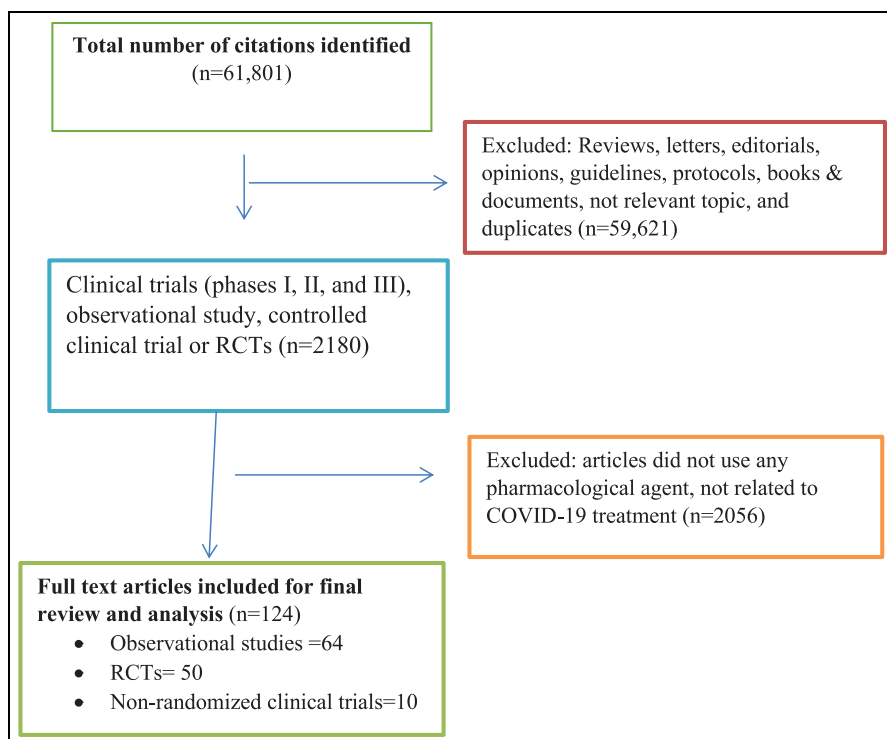 Total number of citations identified
(n=61,801)
Excluded: Reviews, letters, editorials,
opinions, guidelines, protocols, books &
documents, not relevant topic, and
duplicates (n=59,621)
Clinical trials (phases I, II, and III),
observational study, controlled
clinical trial or RCTs (n=2180)
Excluded: articles did not use any
pharmacological agent, not related to
COVID-19 treatment (n=2056)
Full text articles included for final
review and analysis (n=124)
• Observational studies =64
• RCTs= 50
• Non-randomized clinical trials=10